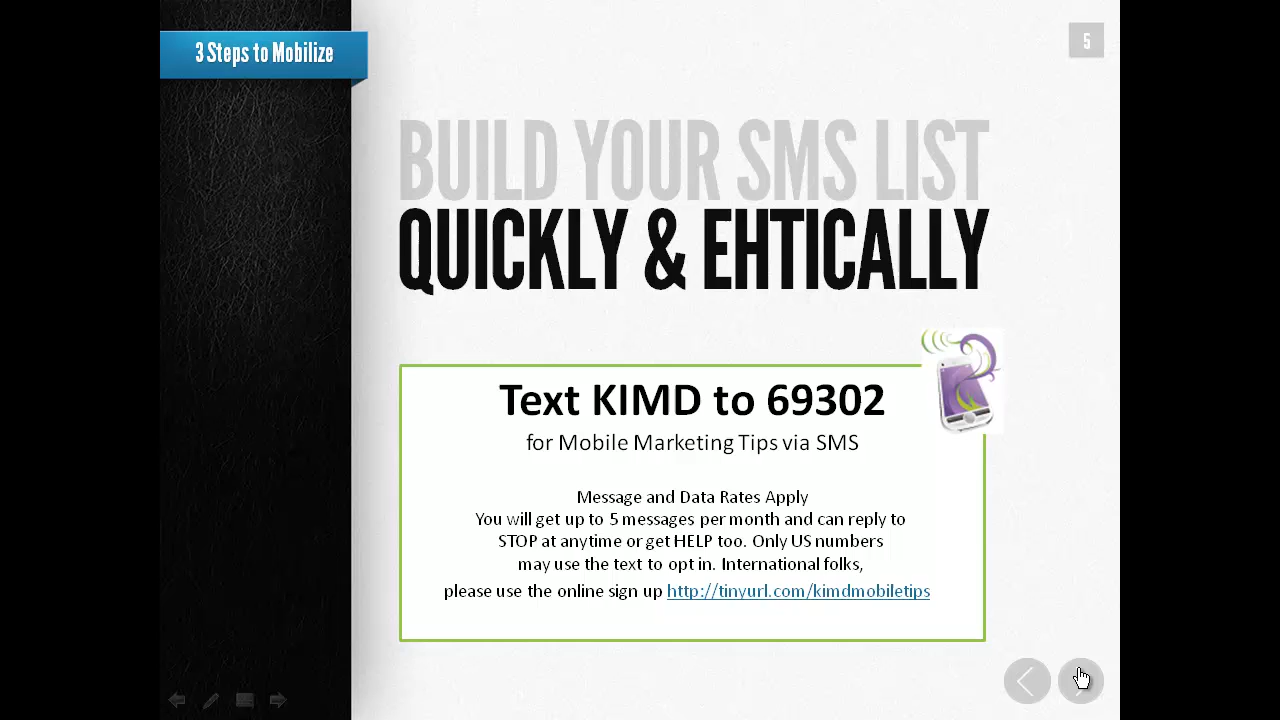 3 Steps to Mobilize
5
BUILD YOUR SMS LIST
QUICKLY & EHTICALLY
Text KIMD to 69302
for Mobile Marketing Tips via SMS
Message and Data Rates Apply
You will get up to 5 messages per month and can reply to
STOP at anytime or get HELP too. Only US numbers
may use the text to opt in. International folks,
please use the online sign up http://tinyurl.com/kimdmobiletips